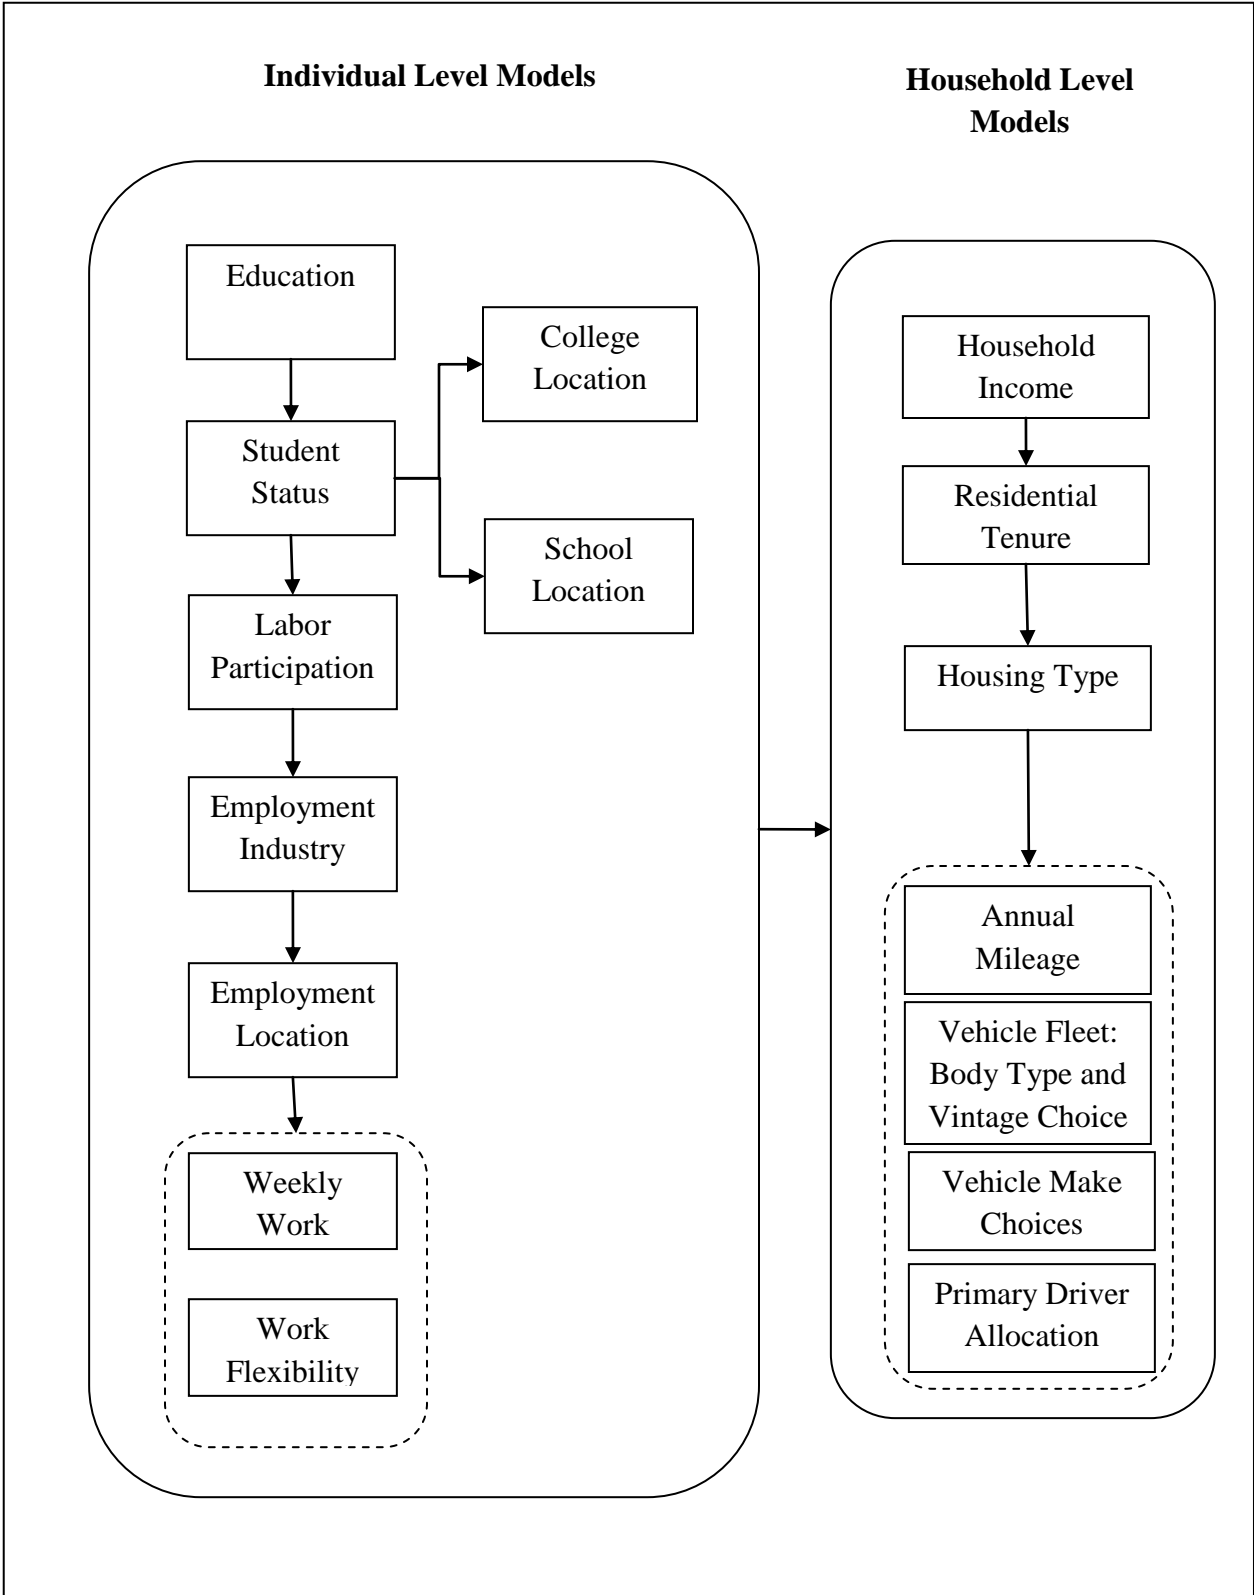 Individual Level Models
Household Level
Models
Education
College
Location
Student
Status
School
Location
Labor
Participation
Employment
Industry
Employment
Location
Weekly
Work
Work
Flexibility
Household
Income
Residential
Tenure
Housing Type
Annual
Mileage
Vehicle Fleet:
Body Type and
Vintage Choice
Vehicle Make
Choices
Primary Driver
Allocation